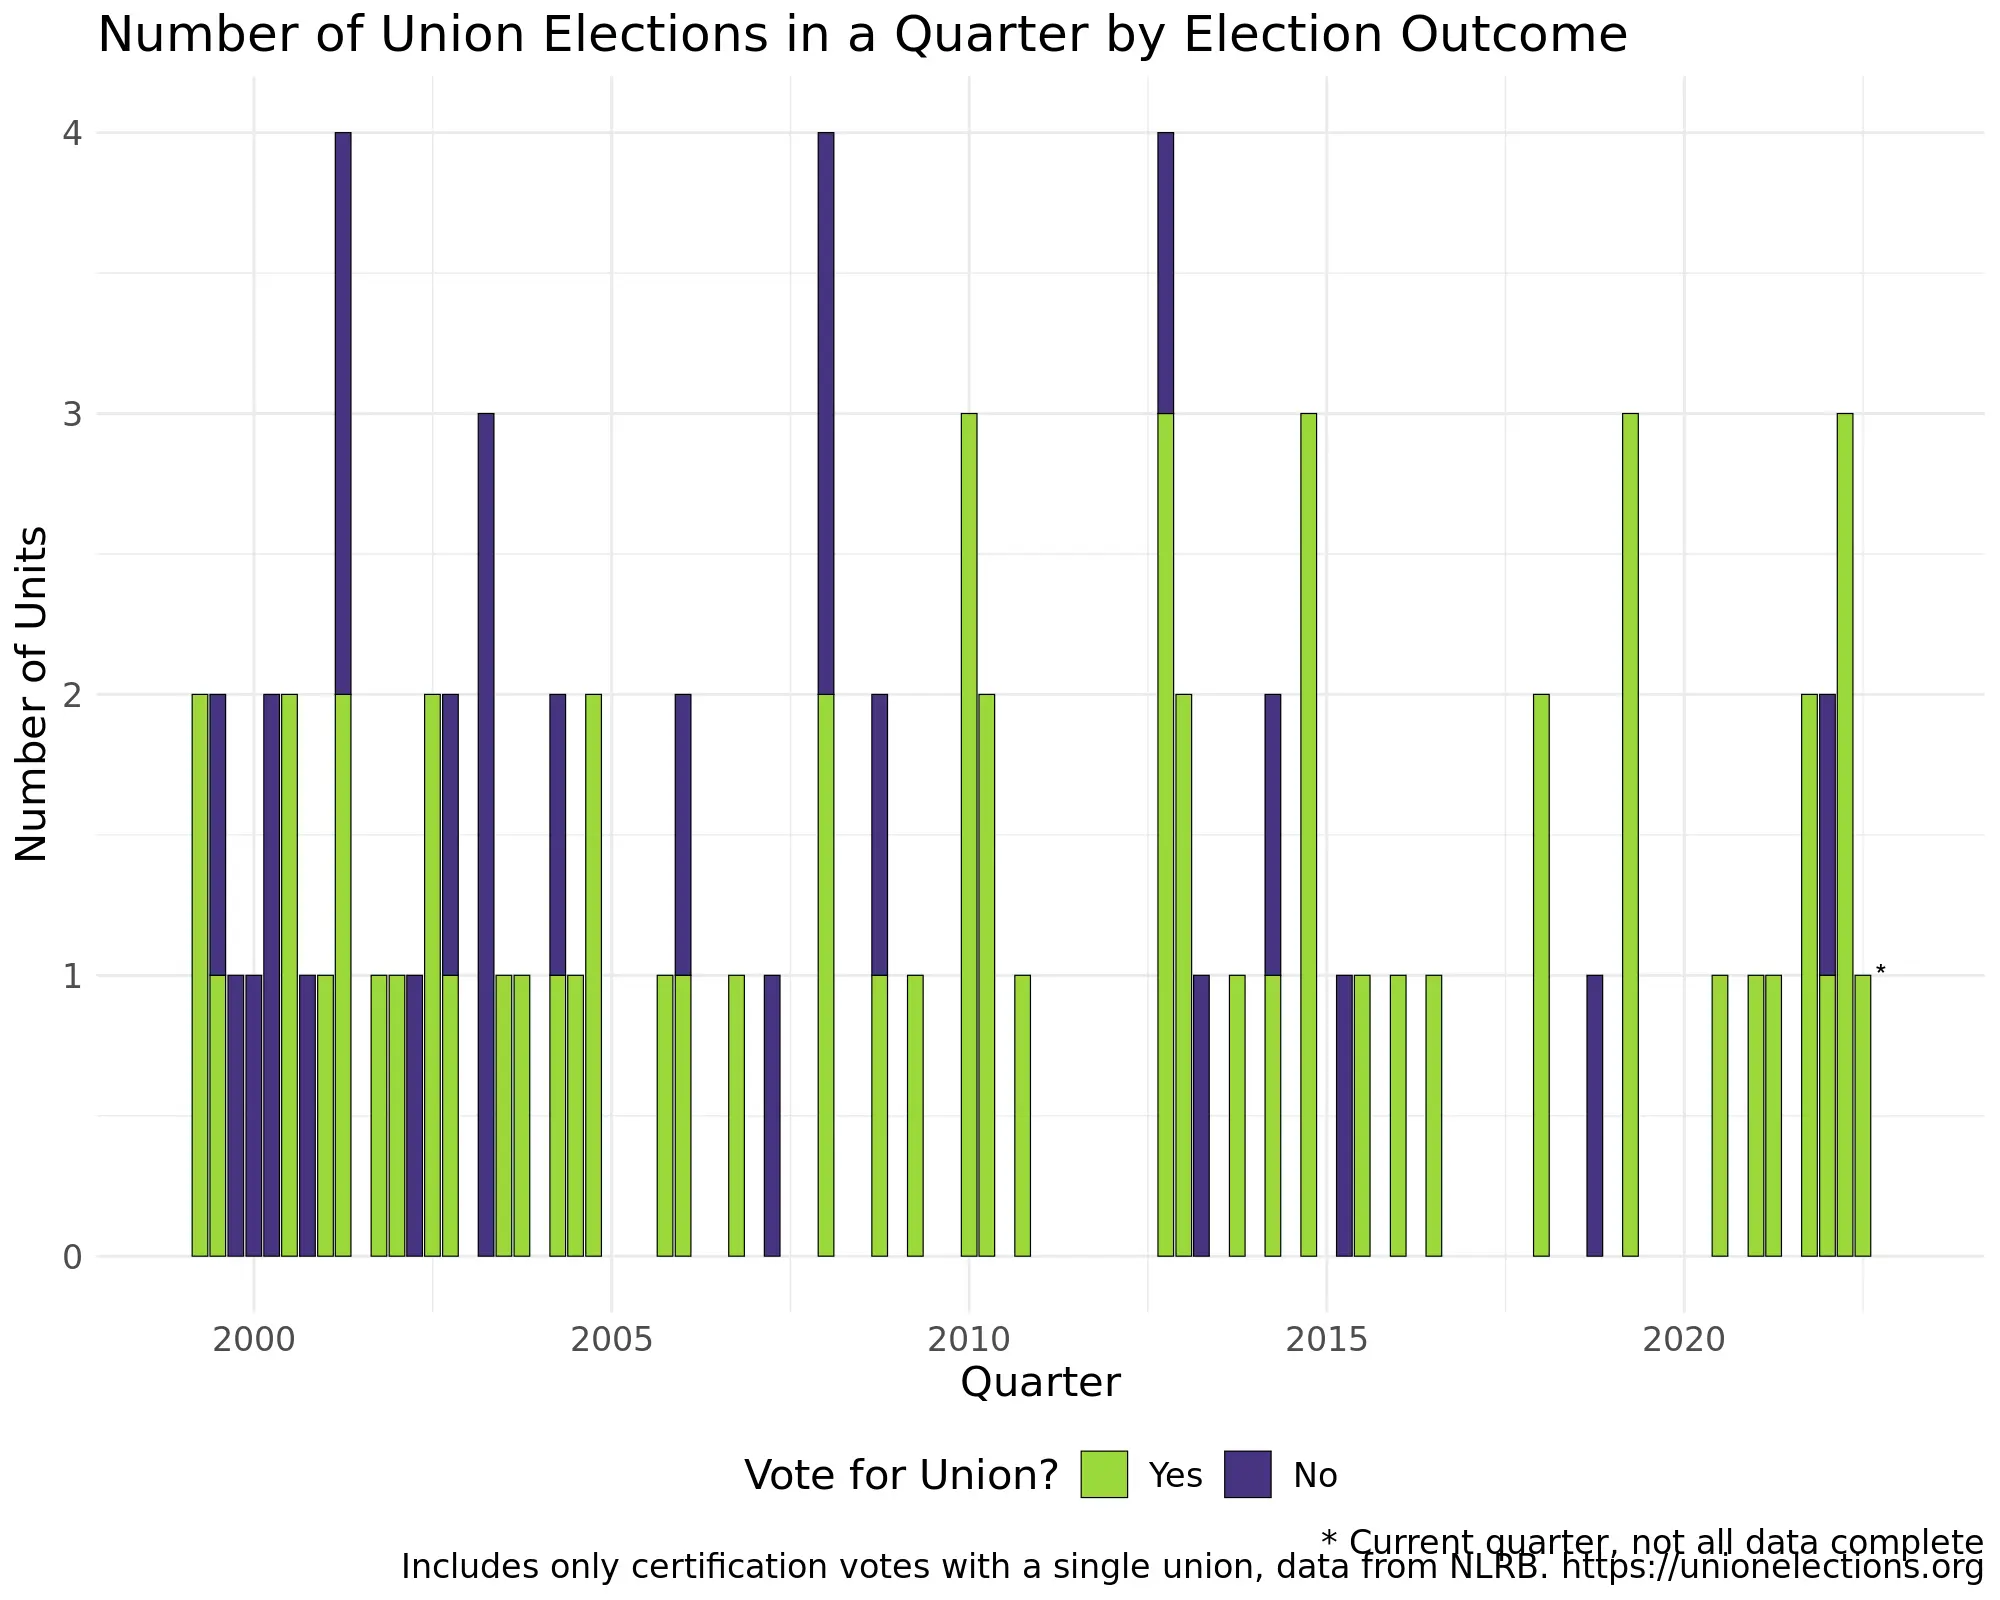 Number of Union Elections in a Quarter by Election Outcome
Number of Units
4
3
2
1
0
*
2000 2005 2010 2015 2020
Quarter
Vote for Union? Yes No
* Current quarter, not all data complete
Includes only certification votes with a single union, data from NLRB. https://unionelections.org